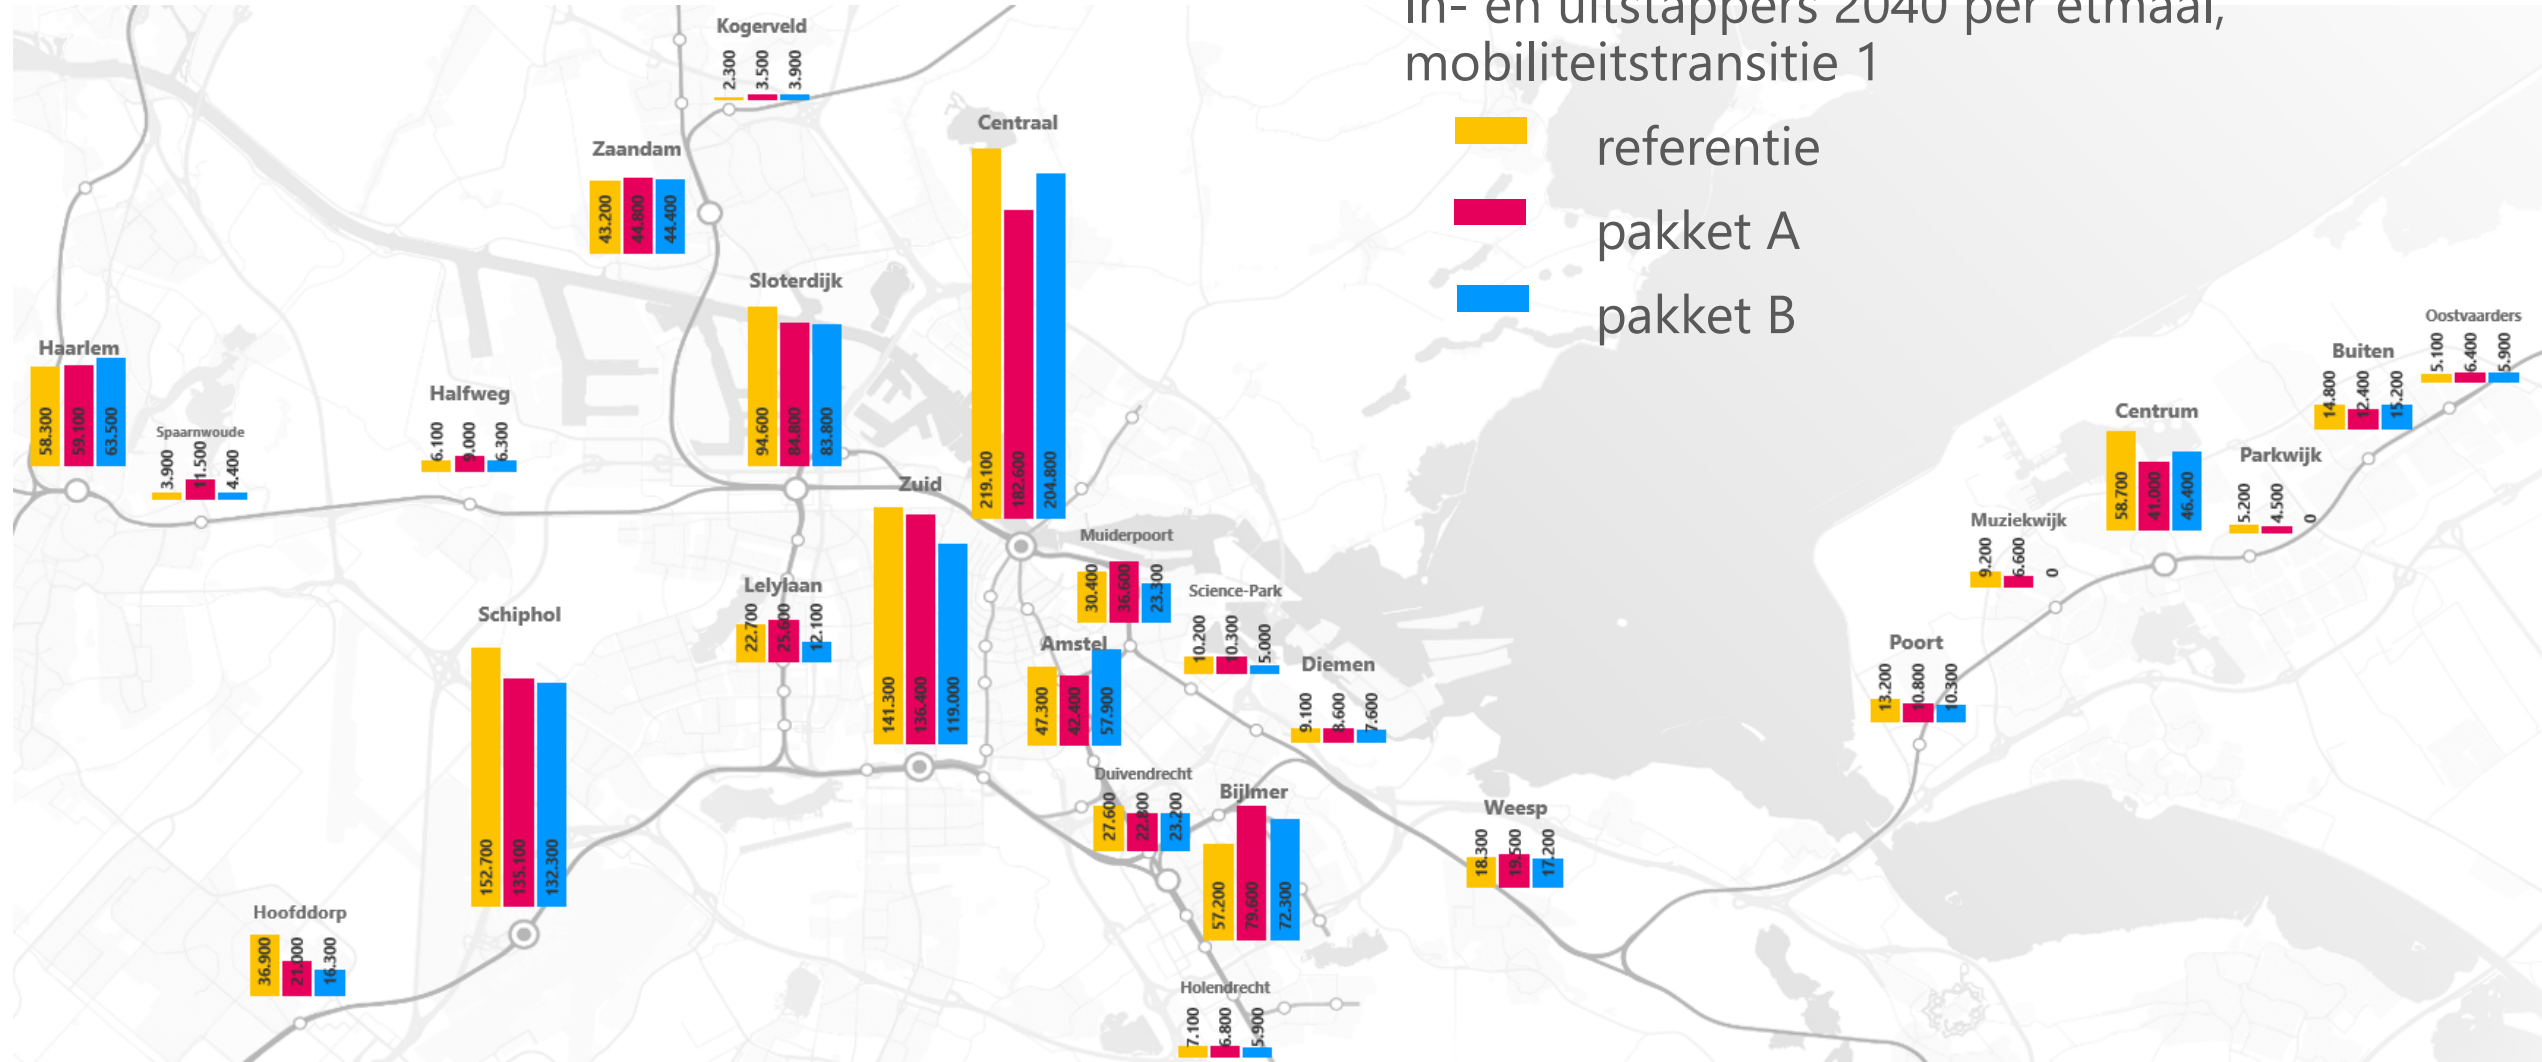 in- en uitstappers 2040 per etmaal,
mobiliteitstransitie 1
referentie
pakket A
pakket B
Kogerveld
2.300
3.500
3.900
Zaandam
43.200
44.800
44.400
Centraal
219.100
182.600
204.800
Sloterdijk
94.600
84.800
83.800
Haarlem
58.300
59.100
63.500
Spaarnwoude
3.900
11.500
4.400
Halfweg
6.100
9.000
6.300
Zuid
141.300
136.400
119.000
Lelylaan
22.700
25.600
12.100
Schiphol
152.700
135.100
132.300
Hoofddorp
36.900
21.000
16.300
Muiderpoort
30.400
36.600
23.300
Science-Park
10.200
10.300
5.000
Amstel
47.300
42.400
57.900
Diemen
9.100
8.600
7.600
Duivendrecht
27.600
22.800
23.200
Bijlmer
57.200
79.600
72.300
Holendrecht
7.100
6.800
5.900
Weesp
18.300
19.500
17.200
Poort
13.200
10.800
10.300
Muziekwijk
9.200
6.600
0
Centrum
58.700
41.000
46.400
Parkwijk
5.200
4.500
0
Buiten
14.800
12.400
15.200
Oostvaarders
5.100
6.400
5.900